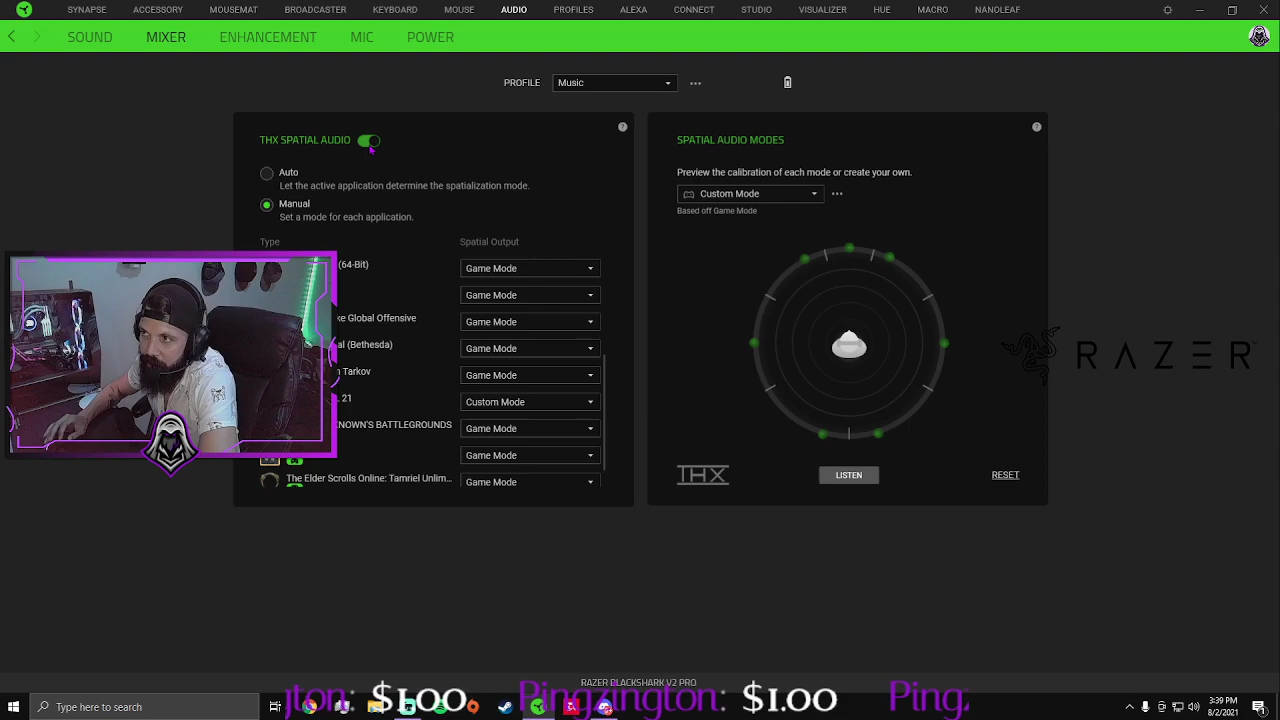 SYNAPSE ACCESSORY MOUSEMAT BROADCASTER KEYBOARD MOUSE AUDIO PROFILES ALEXA CONNECT STUDIO VISUALIZER HUE MACRO NANOLEAF
SOUND MIXER ENHANCEMENT MIC POWER
PROFILE Music
THX SPATIAL AUDIO
Auto
Let the active application determine the spatialization mode.
Manual
Set a mode for each application.
Type Spatial Output
(64-Bit) Game Mode
Game Mode
Global Offensive Game Mode
(Bethesda) Game Mode
Tarkov Game Mode
21 Custom Mode
KNOWN'S BATTLEGROUNDS Game Mode
Game Mode
The Elder Scrolls Online: Tamriel Unlim... Game Mode
SPATIAL AUDIO MODES
Preview the calibration of each mode or create your own.
Custom Mode
Based off Game Mode
THX LISTEN RESET
RAZER
RAZER BLACKSHARK V2 PRO
ington: $1.00 Pingzington: $1.00 Pingz
Type here to search
3:39 PM
8/2/2021